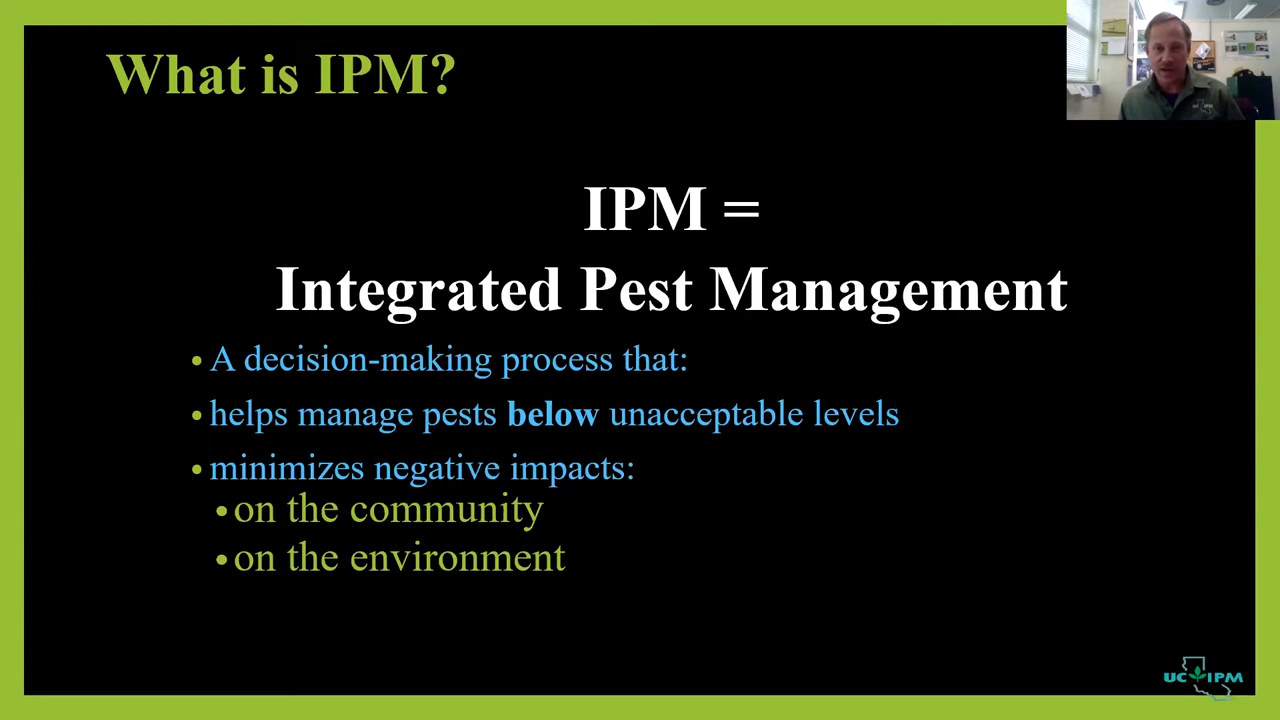 What is IPM?
IPM =
Integrated Pest Management
• A decision-making process that:
• helps manage pests below unacceptable levels
• minimizes negative impacts:
• on the community
• on the environment
UC IPM